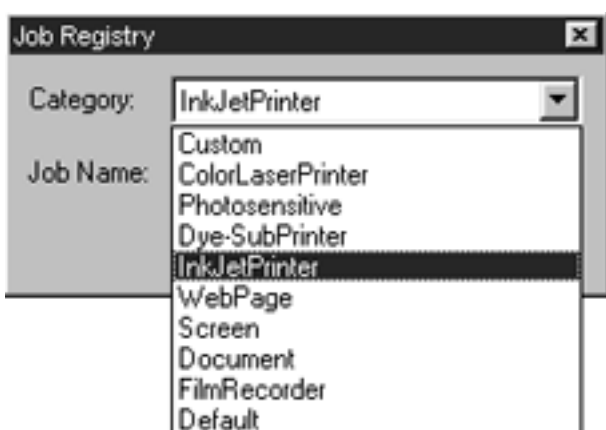 Job Registry
Category: InkJetPrinter
Custom
Job Name: ColorLaserPrinter
Photosensitive
Dye-SubPrinter
InkJetPrinter
WebPage
Screen
Document
FilmRecorder
Default